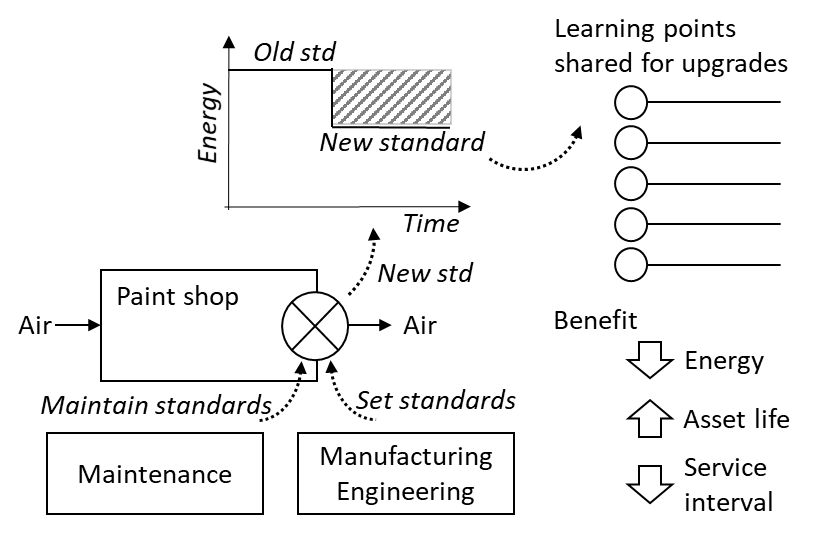 Old std
Energy
New standard
Time
Learning points
shared for upgrades
New std
Paint shop
Air
Air
Maintain standards
Set standards
Maintenance
Manufacturing
Engineering
Benefit
Energy
Asset life
Service
interval